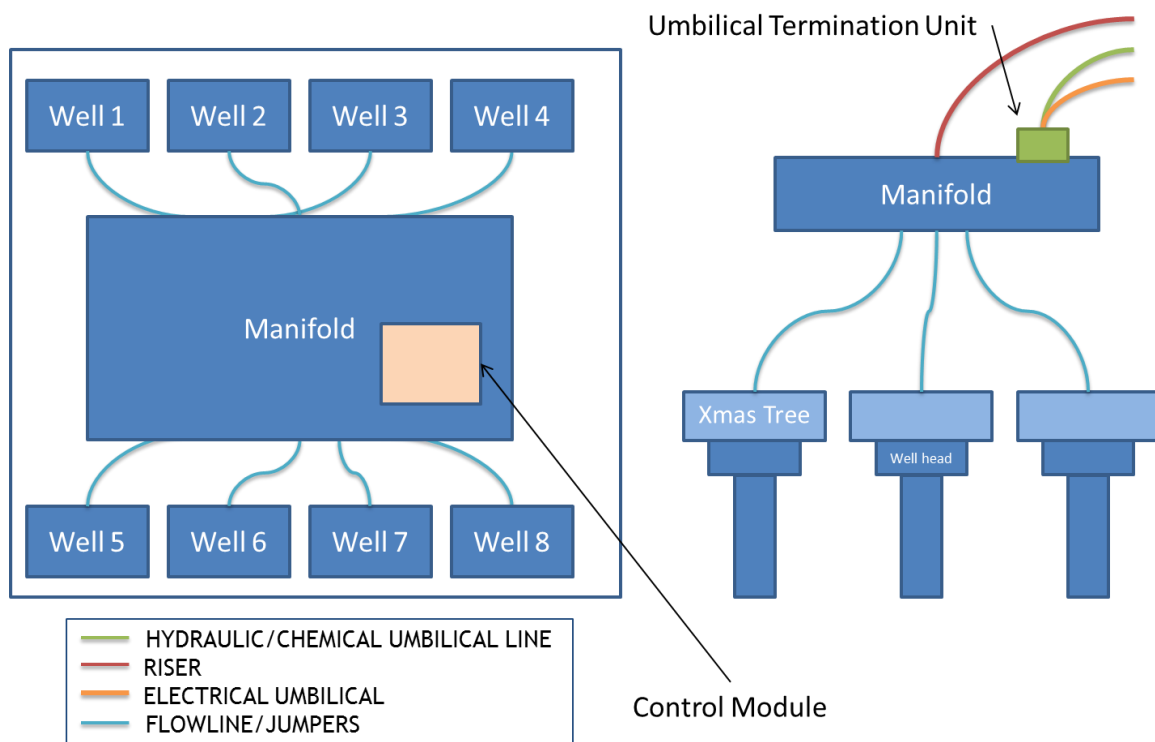 Umbilical Termination Unit
Well 1
Well 2
Well 3
Well 4
Manifold
Well 5
Well 6
Well 7
Well 8
Manifold
Xmas Tree
Well head
HYDRAULIC/CHEMICAL UMBILICAL LINE
RISER
ELECTRICAL UMBILICAL
FLOWLINE/JUMPERS
Control Module